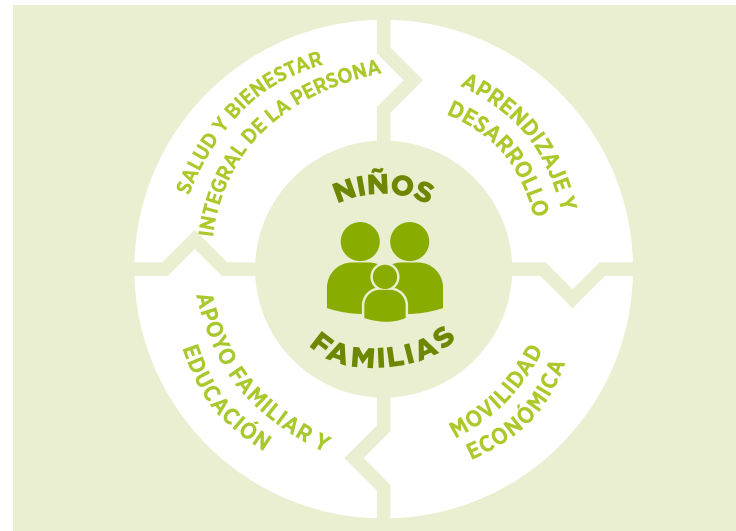 SALUD Y BIENESTAR
INTEGRAL DE LA PERSONA
APRENDIZAJE Y
DESARROLLO
NIÑOS
FAMILIAS
APOYO FAMILIAR Y
EDUCACIÓN
MOVILIDAD
ECONÓMICA